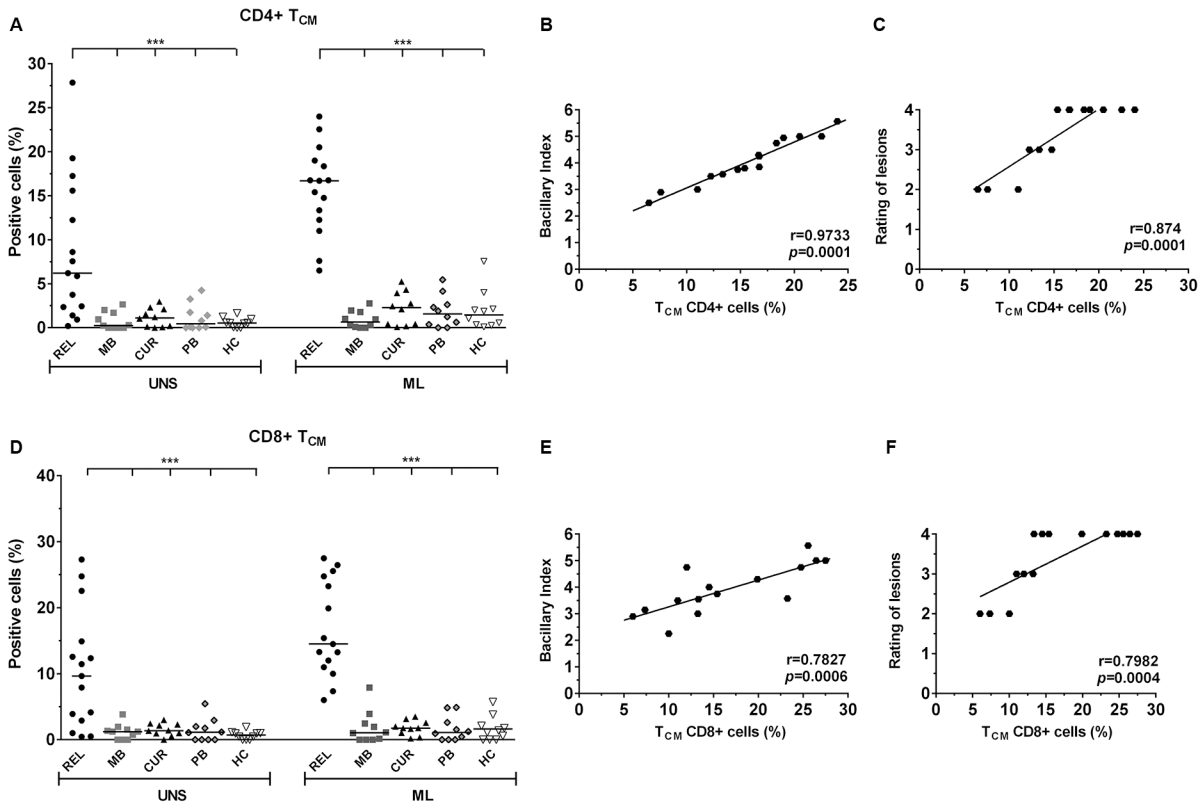 CD4+ TCM
A
***
***
Positive cells (%)
30
25
20
15
10
5
0
REL MB CUR PB HC REL MB CUR PB HC
UNS ML
B
Bacillary Index
6
5
4
3
2
1
0
0 5 10 15 20 25
TCM CD4+ cells (%)
r=0.9733
p=0.0001
C
Rating of lesions
4
3
2
1
0
0 5 10 15 20 25 30
TCM CD4+ cells (%)
r=0.874
p=0.0001
D
CD8+ TCM
***
***
Positive cells (%)
40
30
20
10
0
REL MB CUR PB HC REL MB CUR PB HC
UNS ML
E
Bacillary Index
6
5
4
3
2
1
0
0 5 10 15 20 25 30
TCM CD8+ cells (%)
r=0.7827
p=0.0006
F
Rating of lesions
4
3
2
1
0
0 5 10 15 20 25 30
TCM CD8+ cells (%)
r=0.7982
p=0.0004